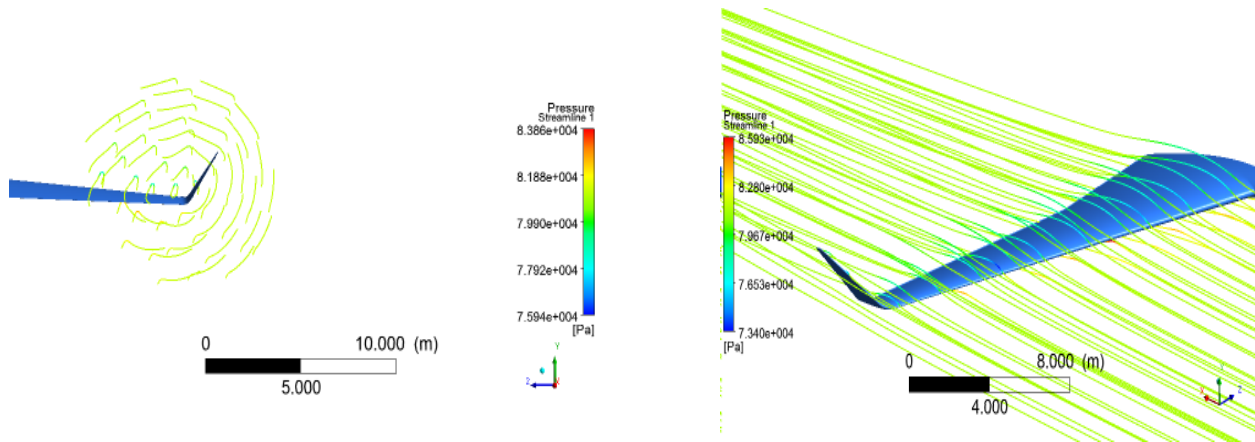 Pressure
Streamline 1
8.386e+004
8.188e+004
7.990e+004
7.792e+004
7.594e+004
[Pa]
0 10.000 (m)
5.000
Y
Z
X
Pressure
Streamline 1
8.593e+004
8.280e+004
7.967e+004
7.653e+004
7.340e+004
[Pa]
0 8.000 (m)
4.000
Y
X
Z